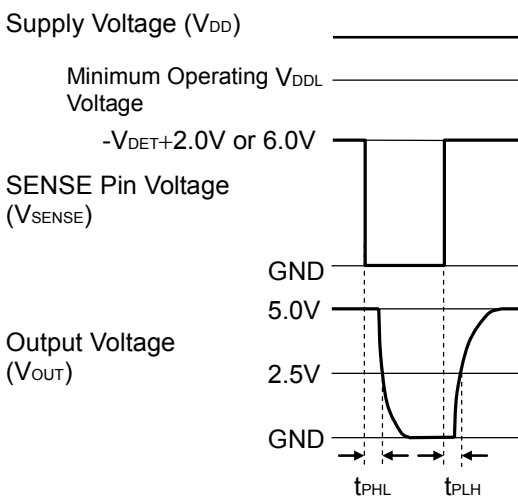 Supply Voltage (VDD)
Minimum Operating VDDL
Voltage
-VDET+2.0V or 6.0V
SENSE Pin Voltage
(VSENSE)
GND
5.0V
Output Voltage
(VOUT)
2.5V
GND
tPHL tPLH